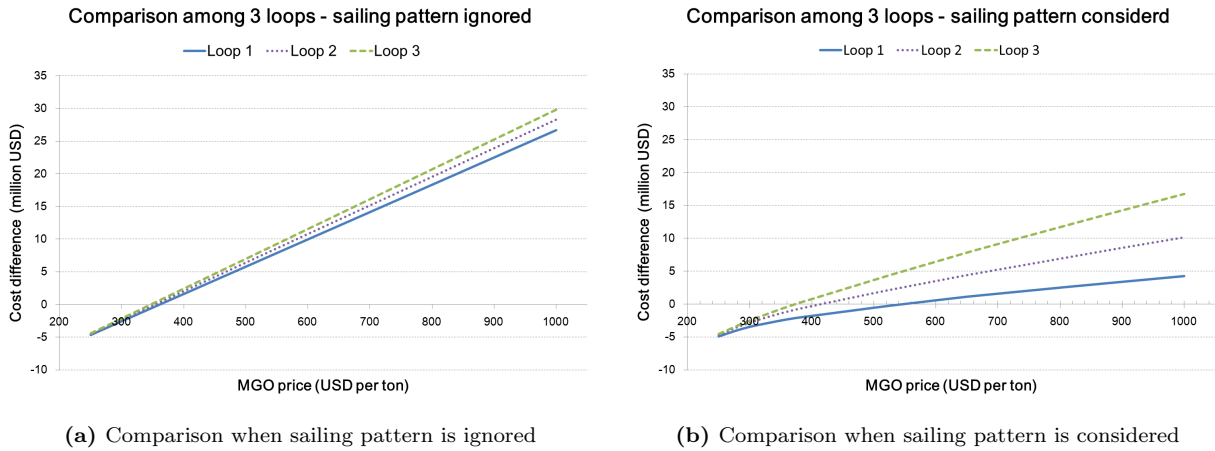 Comparison among 3 loops - sailing pattern ignored
Loop 1 Loop 2 Loop 3
35
30
25
20
15
10
5
0
-5
-10
200 300 400 500 600 700 800 900 1000
Cost difference (million USD)
MGO price (USD per ton)
(a) Comparison when sailing pattern is ignored
Comparison among 3 loops - sailing pattern considerd
Loop 1 Loop 2 Loop 3
35
30
25
20
15
10
5
0
-5
-10
200 300 400 500 600 700 800 900 1000
Cost difference (million USD)
MGO price (USD per ton)
(b) Comparison when sailing pattern is considered